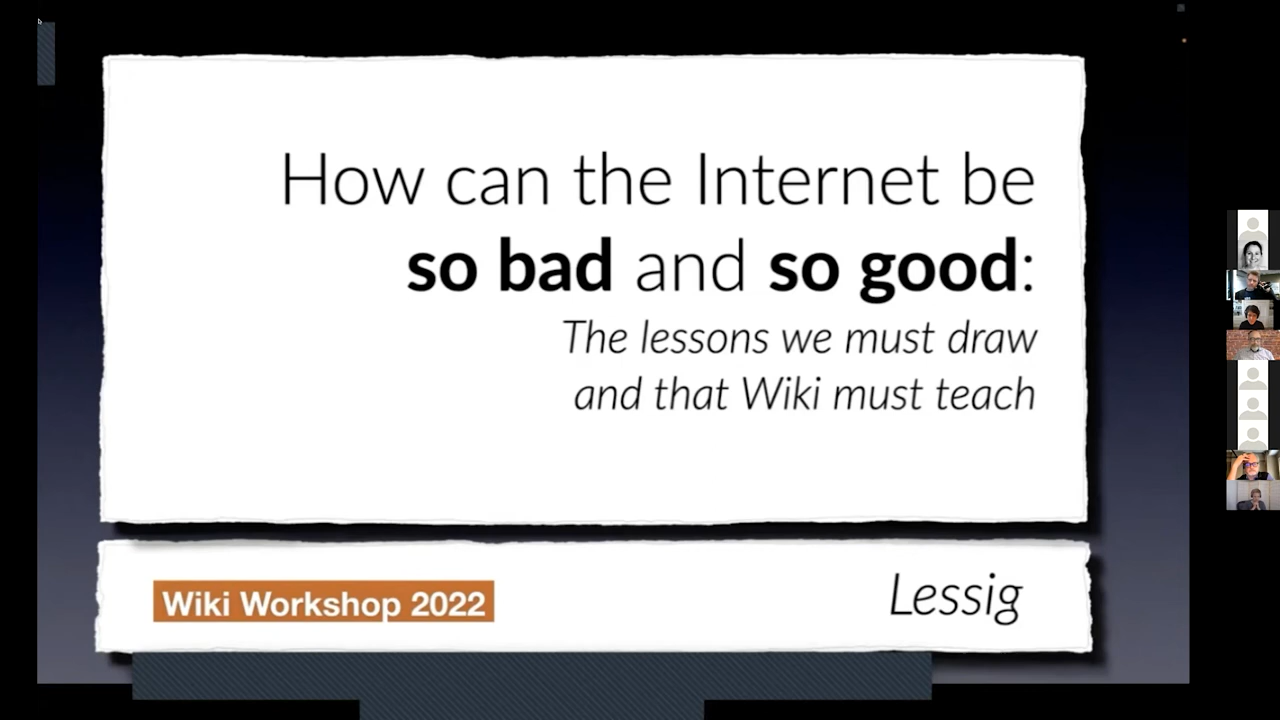 How can the Internet be
so bad and so good:
The lessons we must draw
and that Wiki must teach
Wiki Workshop 2022
Lessig